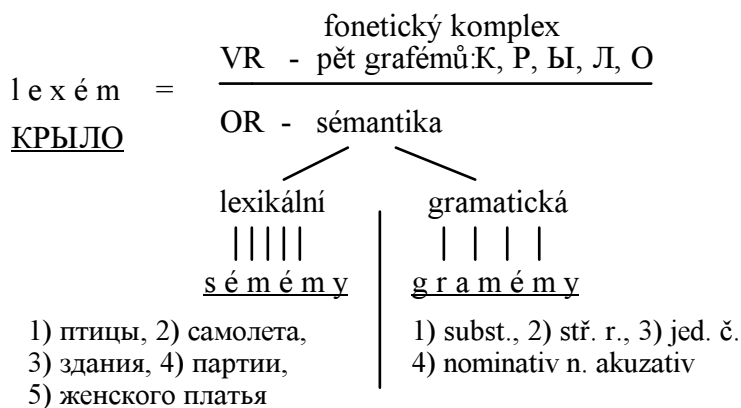 fonetický komplex
VR - pět grafémů:К, Р, Ы, Л, О
l e x é m =
OR - sémantika
КРЫЛО
lexikální gramatická
s é m é m y g r a m é m y
1) птицы, 2) самолета,
3) здания, 4) партии,
5) женского платья
1) subst., 2) stř. r., 3) jed. č.
4) nominativ n. akuzativ